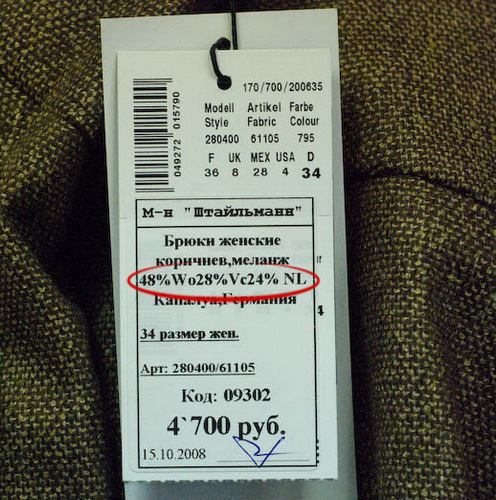 170/700/200635
Modell Artikel Farbe
Style Fabric Colour
280400 61105 795
F UK MEX USA D
36 8 28 4 34
049272 015790
М-н "Штайльманн"
Брюки женские
коричнев,меланж
48%Wo28%Vc24% NL
Капалуа,Германия
34 размер жен.
Арт: 280400/61105
Код: 09302
4`700 руб.
15.10.2008